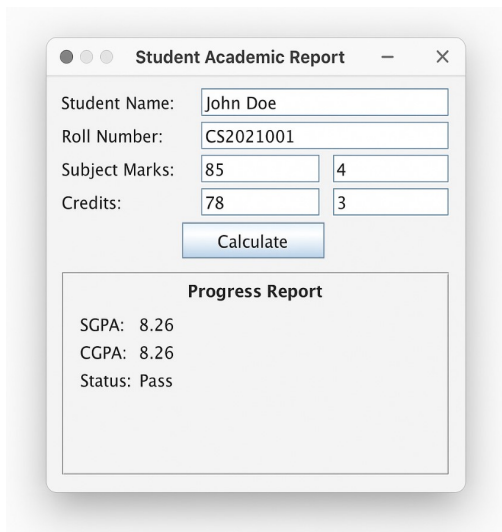 Student Academic Report
Student Name: John Doe
Roll Number: CS2021001
Subject Marks: 85 4
Credits: 78 3
Calculate
Progress Report
SGPA: 8.26
CGPA: 8.26
Status: Pass